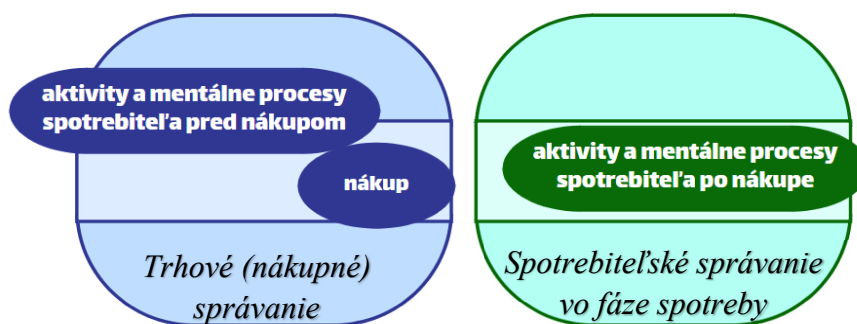 aktivity a mentálne procesy
spotrebiteľa pred nákupom
nákup
Trhové (nákupné)
správanie
aktivity a mentálne procesy
spotrebiteľa po nákupe
Spotrebiteľské správanie
vo fáze spotreby